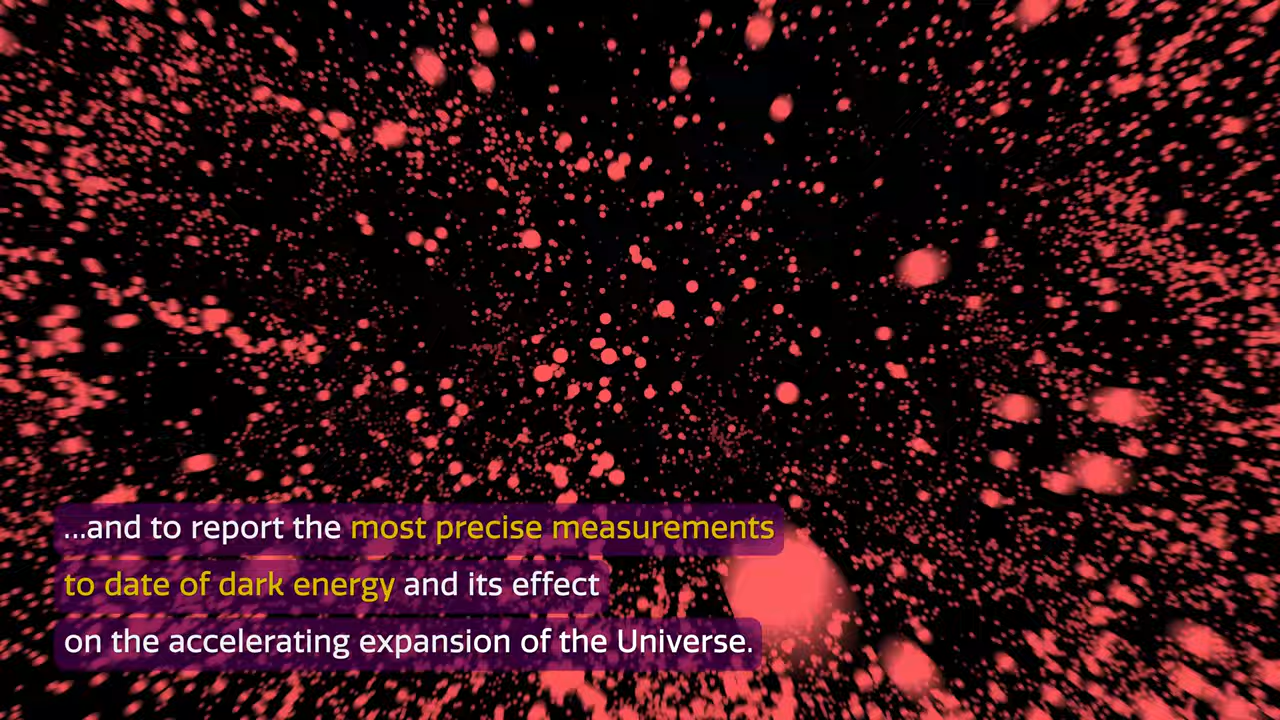 ...and to report the most precise measurements
to date of dark energy and its effect
on the accelerating expansion of the Universe.